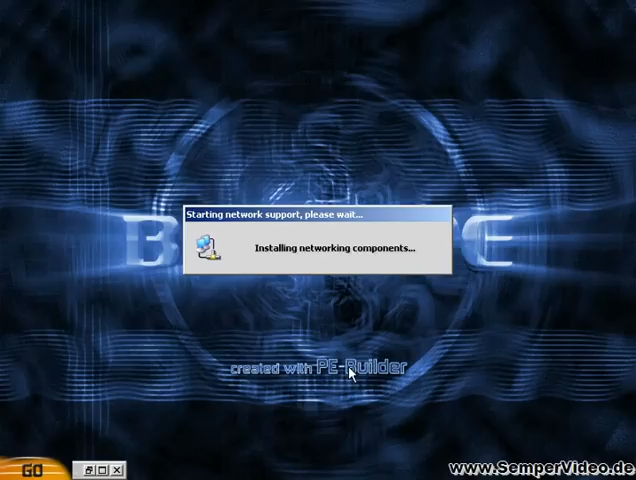 Starting network support, please wait...
Installing networking components...
created with PE-Builder
GO
www.SemperVideo.de